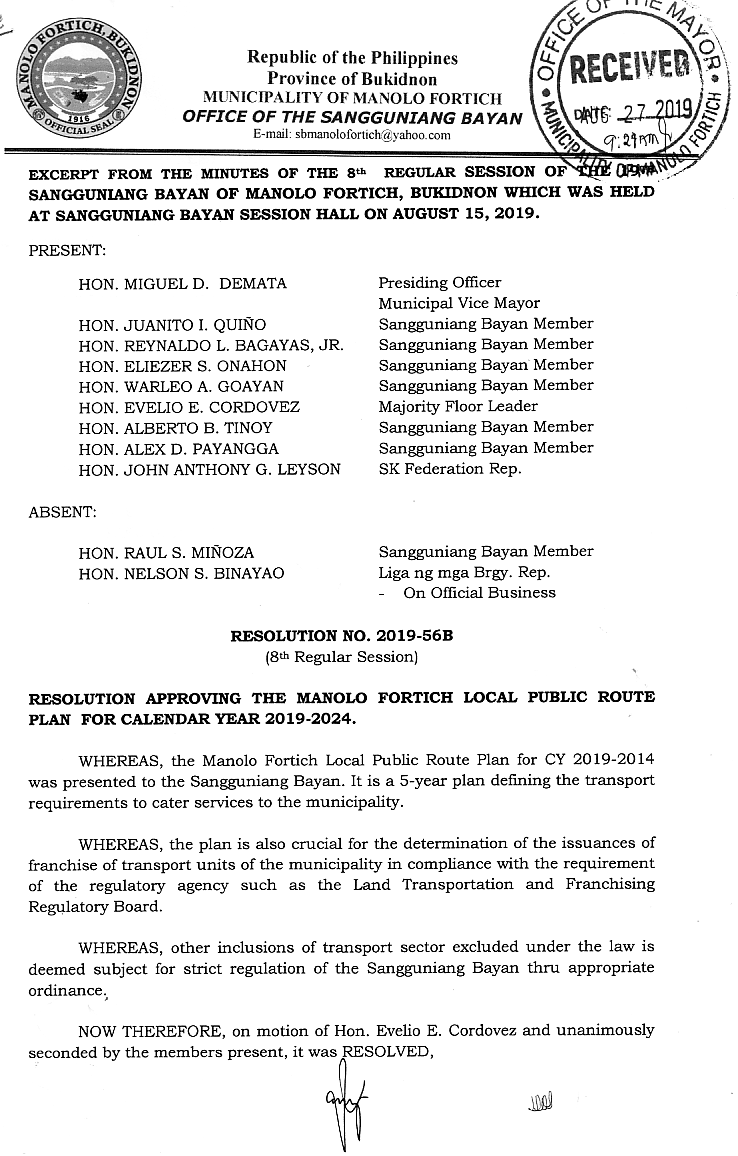 MANOLO FORTICH, BUKIDNON
1916
OFFICIAL SEAL
Republic of the Philippines
Province of Bukidnon
MUNICIPALITY OF MANOLO FORTICH
OFFICE OF THE SANGGUNIANG BAYAN
E-mail: sbmanolofortich@yahoo.com
OFFICE OF THE MAYOR
RECEIVED
DATE: 27 2019
MUNICIPALITY OF MANOLO FORTICH
EXCERPT FROM THE MINUTES OF THE 8th REGULAR SESSION OF THE
SANGGUNIANG BAYAN OF MANOLO FORTICH, BUKIDNON WHICH WAS HELD
AT SANGGUNIANG BAYAN SESSION HALL ON AUGUST 15, 2019.
PRESENT:
HON. MIGUEL D. DEMATA Presiding Officer
Municipal Vice Mayor
HON. JUANITO I. QUIÑO Sangguniang Bayan Member
HON. REYNALDO L. BAGAYAS, JR. Sangguniang Bayan Member
HON. ELIEZER S. ONAHON Sangguniang Bayan Member
HON. WARLEO A. GOAYAN Sangguniang Bayan Member
HON. EVELIO E. CORDOVEZ Majority Floor Leader
HON. ALBERTO B. TINOY Sangguniang Bayan Member
HON. ALEX D. PAYANGGA Sangguniang Bayan Member
HON. JOHN ANTHONY G. LEYSON SK Federation Rep.
ABSENT:
HON. RAUL S. MIÑOZA Sangguniang Bayan Member
HON. NELSON S. BINAYAO Liga ng mga Brgy. Rep.
- On Official Business
RESOLUTION NO. 2019-56B
(8th Regular Session)
RESOLUTION APPROVING THE MANOLO FORTICH LOCAL PUBLIC ROUTE
PLAN FOR CALENDAR YEAR 2019-2024.
WHEREAS, the Manolo Fortich Local Public Route Plan for CY 2019-2014
was presented to the Sangguniang Bayan. It is a 5-year plan defining the transport
requirements to cater services to the municipality.
WHEREAS, the plan is also crucial for the determination of the issuances of
franchise of transport units of the municipality in compliance with the requirement
of the regulatory agency such as the Land Transportation and Franchising
Regulatory Board.
WHEREAS, other inclusions of transport sector excluded under the law is
deemed subject for strict regulation of the Sangguniang Bayan thru appropriate
ordinance.
NOW THEREFORE, on motion of Hon. Evelio E. Cordovez and unanimously
seconded by the members present, it was RESOLVED,